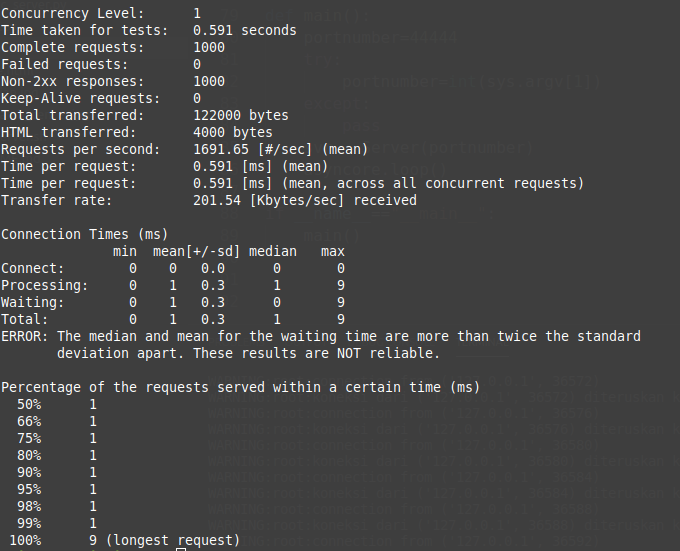 Concurrency Level:      1
Time taken for tests:   0.591 seconds
Complete requests:      1000
Failed requests:        0
Non-2xx responses:      1000
Keep-Alive requests:    0
Total transferred:      122000 bytes
HTML transferred:       4000 bytes
Requests per second:    1691.65 [#/sec] (mean)
Time per request:       0.591 [ms] (mean)
Time per request:       0.591 [ms] (mean, across all concurrent requests)
Transfer rate:          201.54 [Kbytes/sec] received
Connection Times (ms)
              min  mean[+/-sd] median   max
Connect:        0    0   0.0      0       0
Processing:     0    1   0.3      1       9
Waiting:        0    1   0.3      0       9
Total:          0    1   0.3      1       9
ERROR: The median and mean for the waiting time are more than twice the standard
       deviation apart. These results are NOT reliable.
Percentage of the requests served within a certain time (ms)
  50%      1
  66%      1
  75%      1
  80%      1
  90%      1
  95%      1
  98%      1
  99%      1
 100%      9 (longest request)